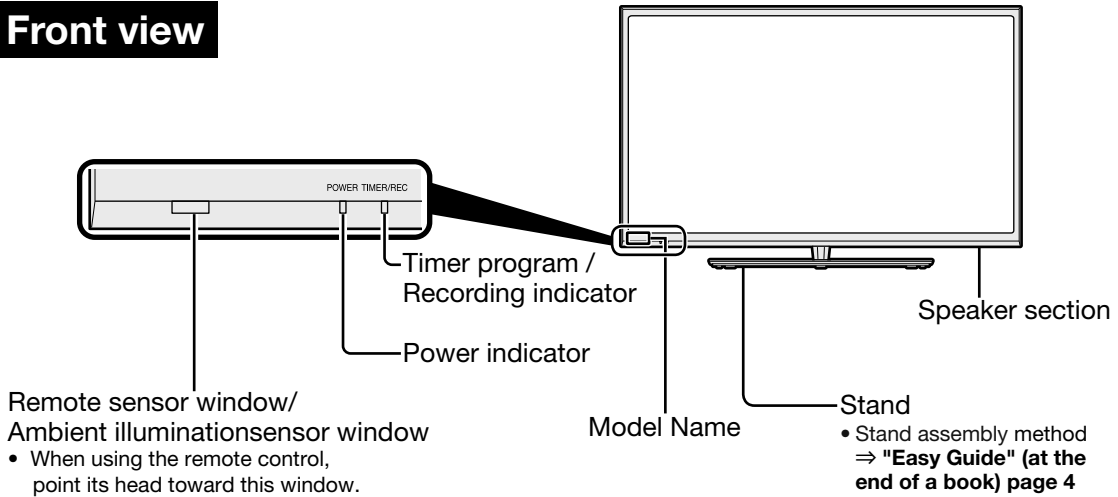 Front view
POWER TIMER/REC
Timer program /
Recording indicator
Power indicator
Remote sensor window/
Ambient illuminationsensor window
• When using the remote control,
point its head toward this window.
Model Name
Speaker section
Stand
• Stand assembly method
⇒ "Easy Guide" (at the
end of a book) page 4